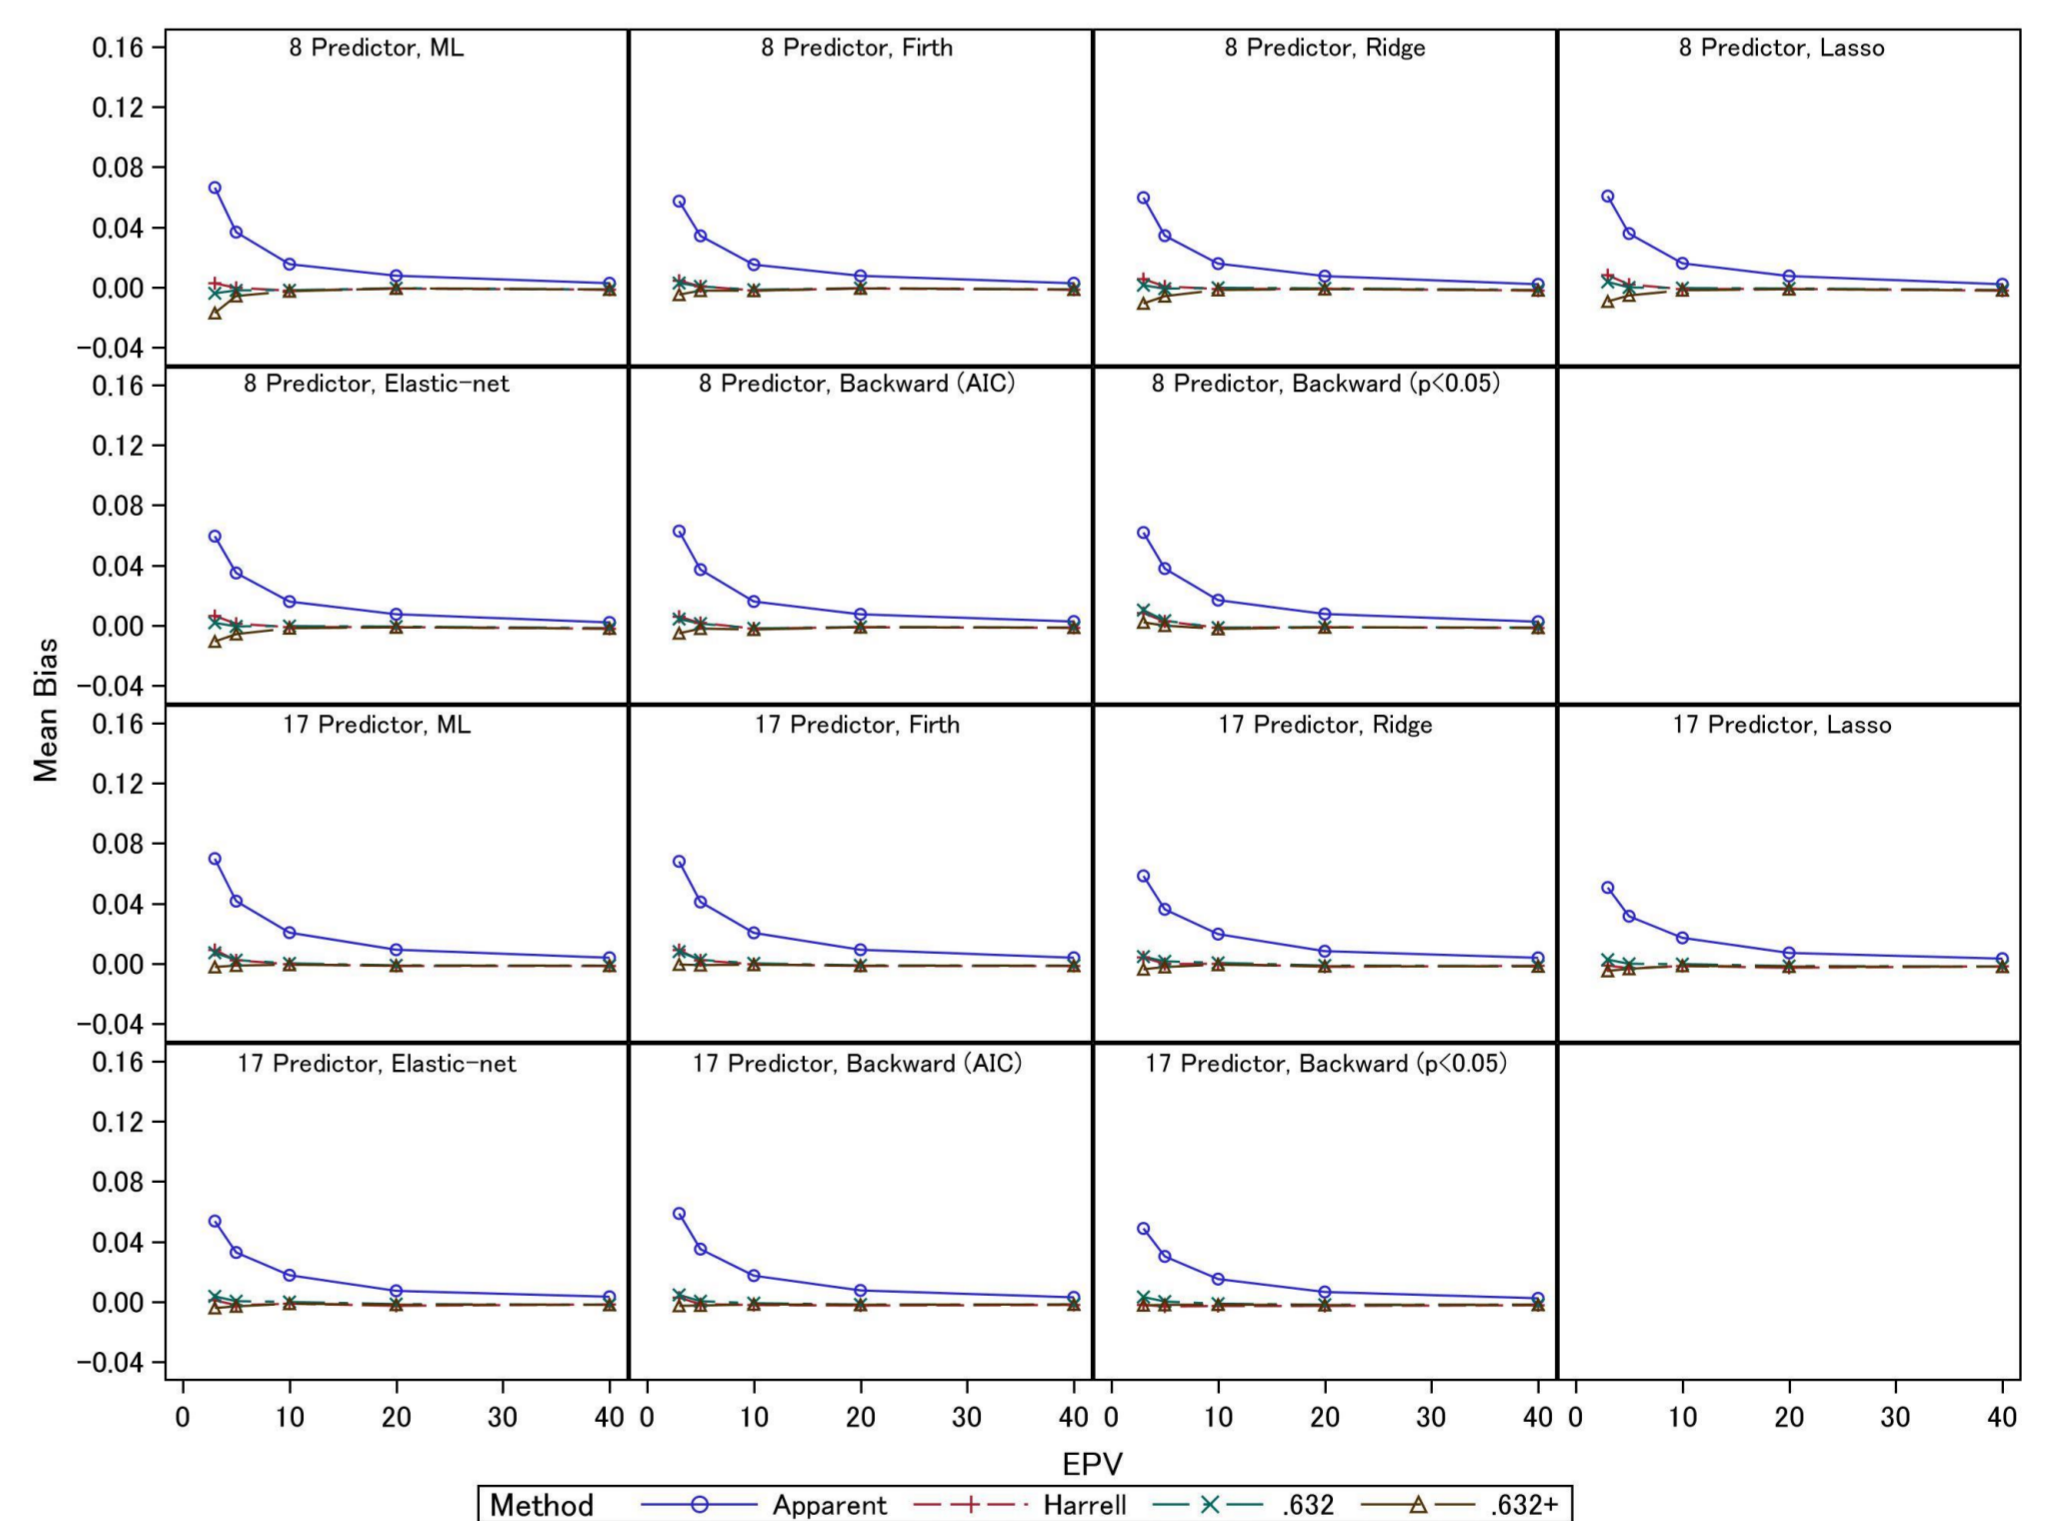 8 Predictor, ML
8 Predictor, Firth
8 Predictor, Ridge
8 Predictor, Lasso
0.16
0.12
0.08
0.04
0.00
−0.04
8 Predictor, Elastic−net
8 Predictor, Backward (AIC)
8 Predictor, Backward (p<0.05)
0.16
0.12
0.08
0.04
0.00
−0.04
Mean Bias
17 Predictor, ML
17 Predictor, Firth
17 Predictor, Ridge
17 Predictor, Lasso
0.16
0.12
0.08
0.04
0.00
−0.04
17 Predictor, Elastic−net
17 Predictor, Backward (AIC)
17 Predictor, Backward (p<0.05)
0.16
0.12
0.08
0.04
0.00
−0.04
0 10 20 30 40 0 10 20 30 40 0 10 20 30 40 0 10 20 30 40
EPV
Method Apparent Harrell .632 .632+